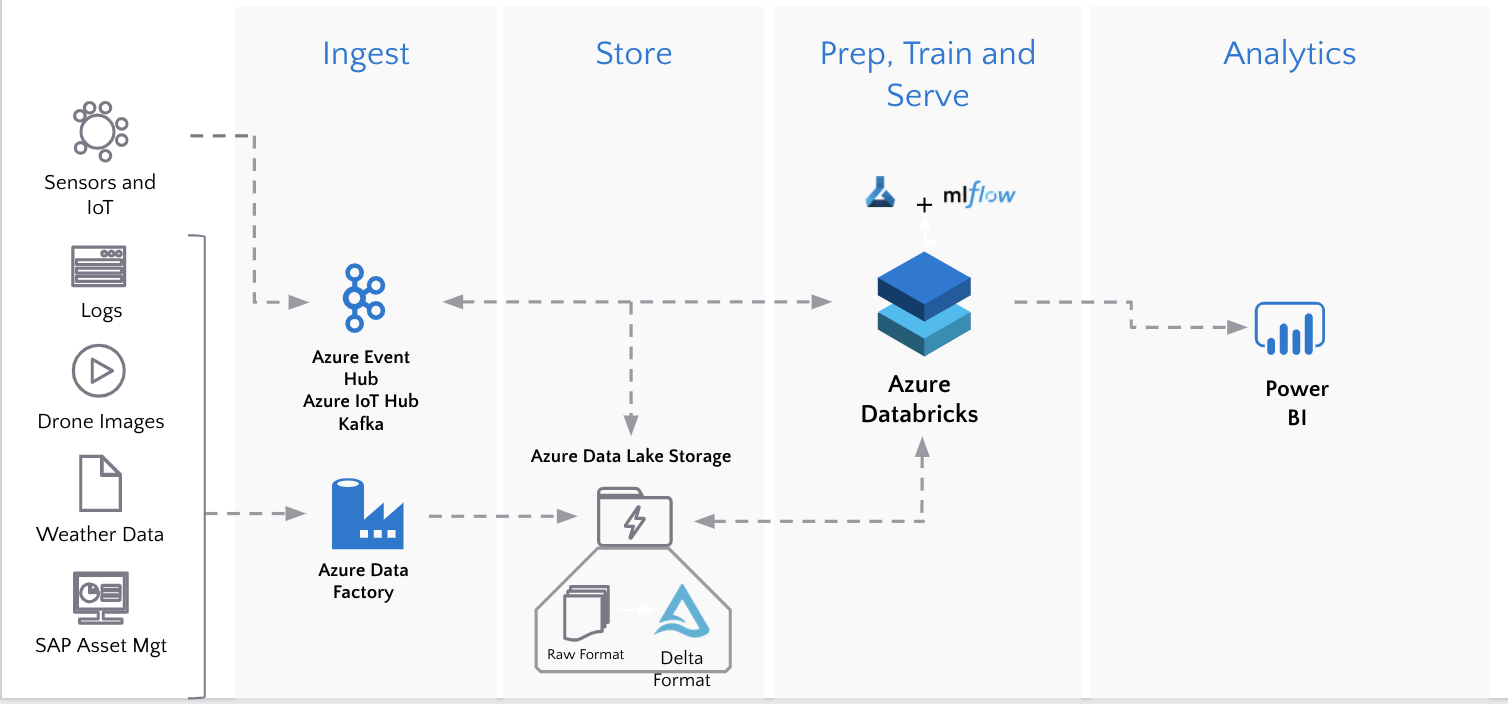 Ingest
Store
Prep, Train and
Serve
Analytics
Sensors and
IoT
Logs
Drone Images
Weather Data
SAP Asset Mgt
Azure Event
Hub
Azure IoT Hub
Kafka
Azure Data
Factory
Azure Data Lake Storage
Raw Format
Delta
Format
+
mlflow
Azure
Databricks
Power
BI